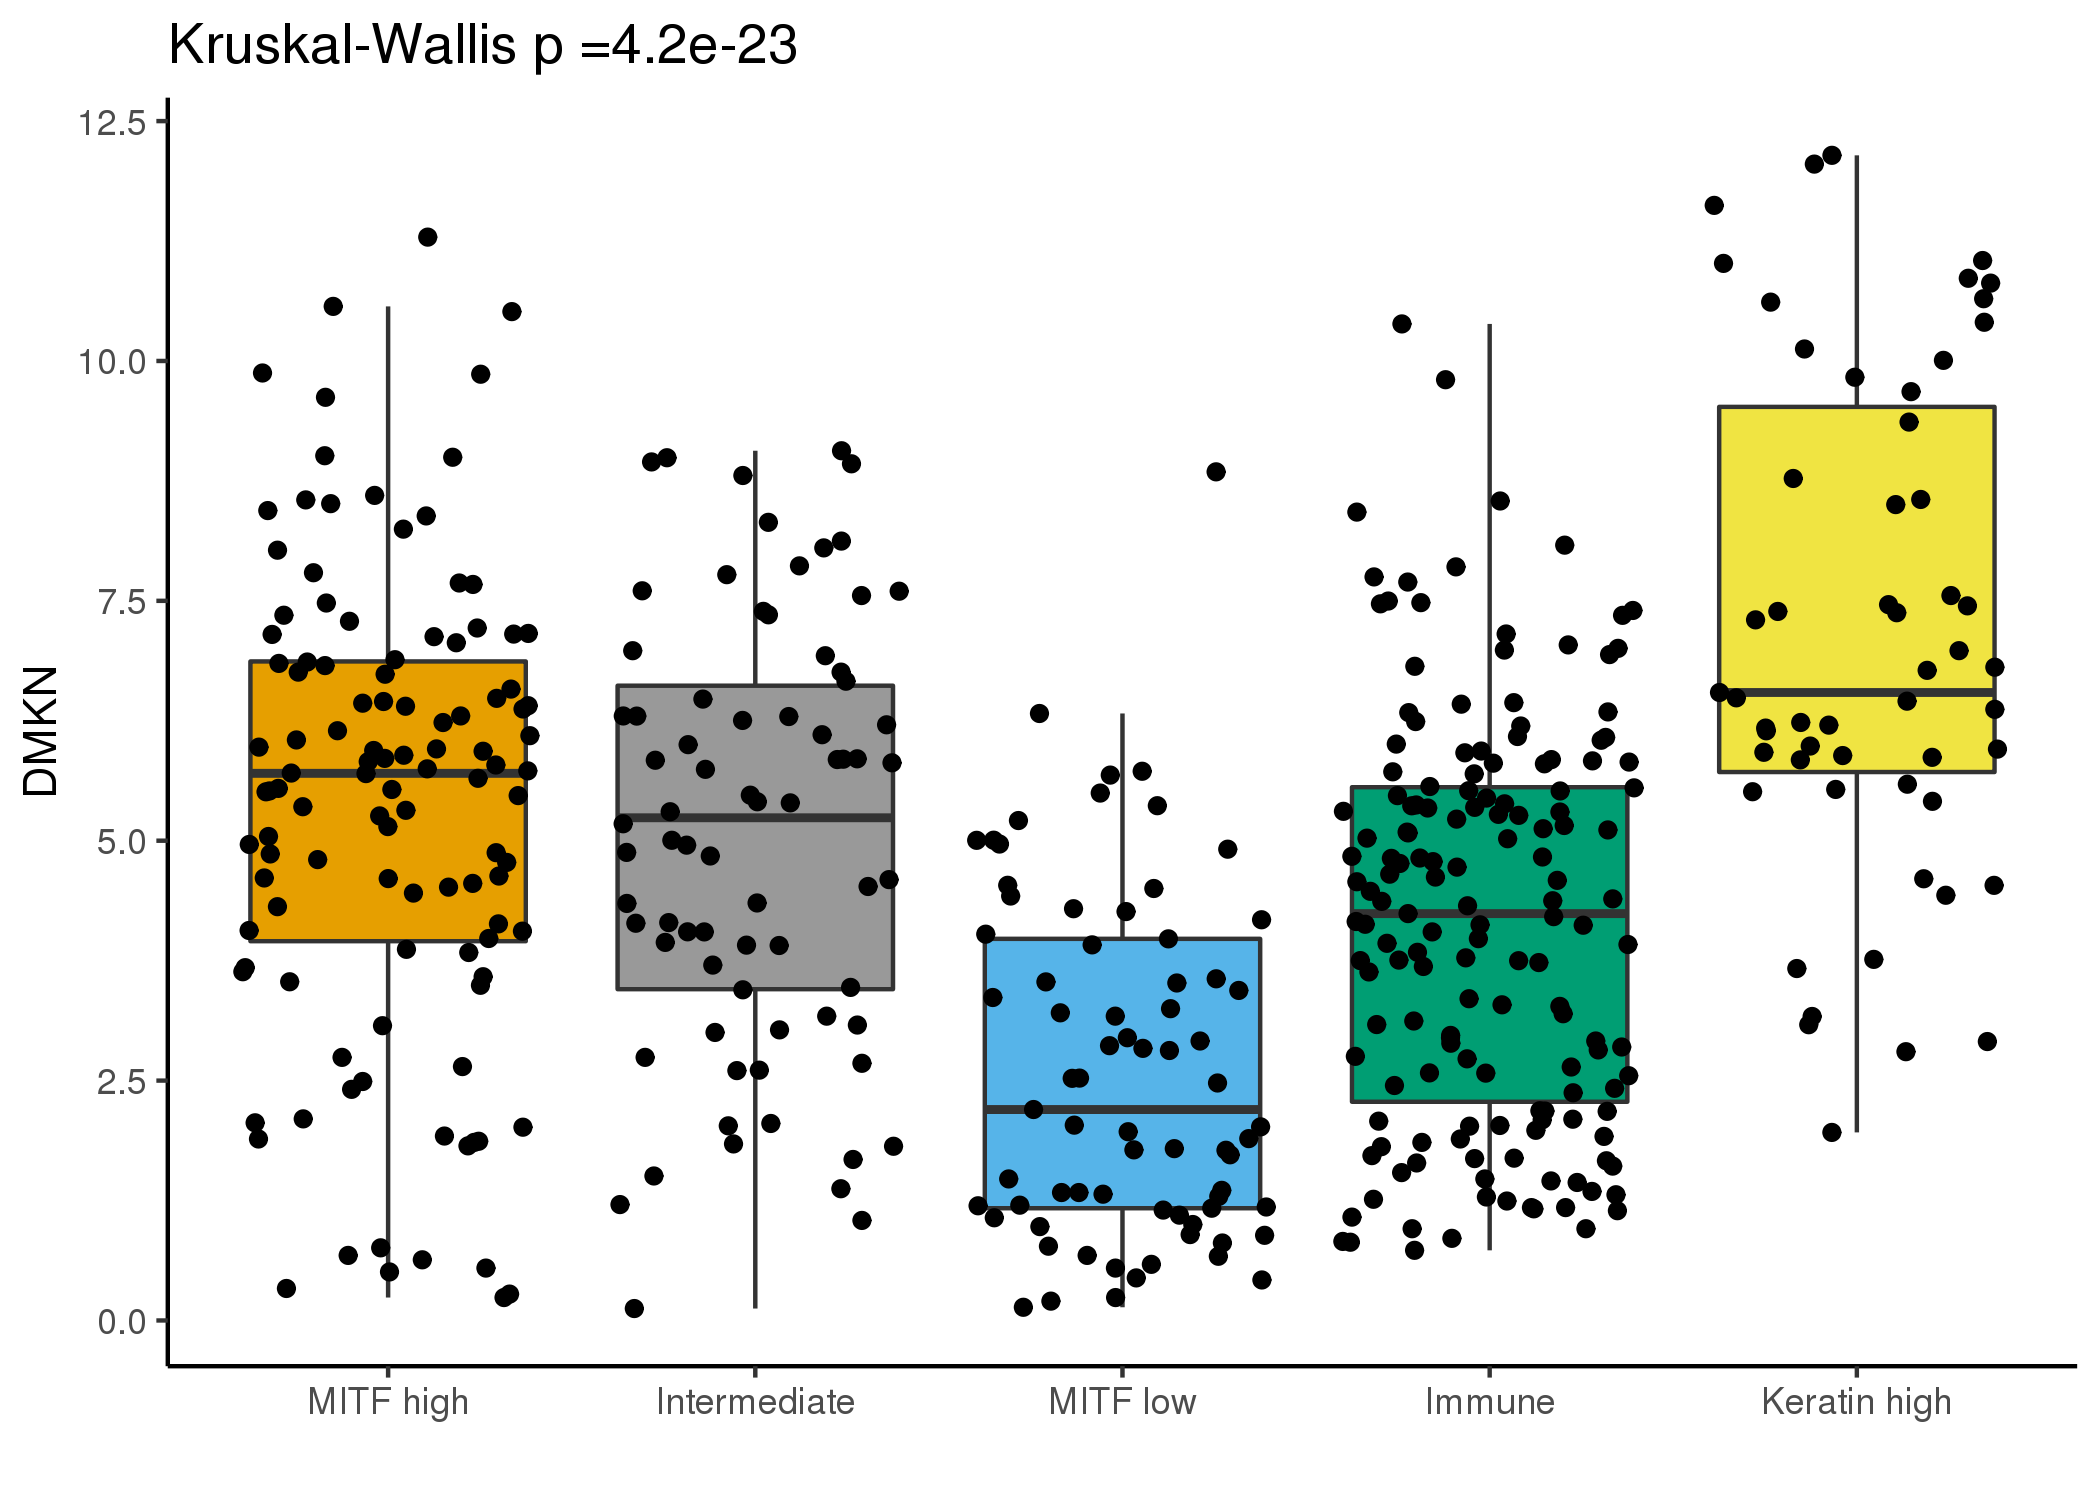 Kruskal-Wallis p =4.2e-23
DMKN
12.5
10.0
7.5
5.0
2.5
0.0
MITF high
Intermediate
MITF low
Immune
Keratin high